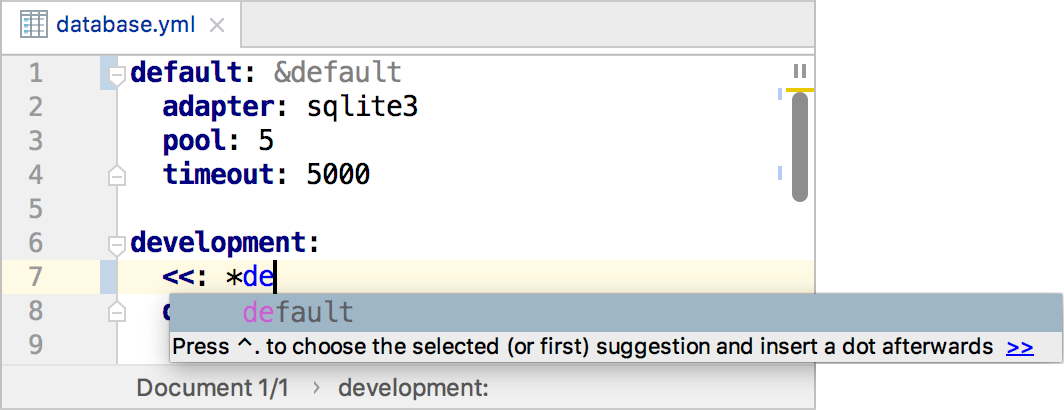 database.yml
1 default: &default
2 adapter: sqlite3
3 pool: 5
4 timeout: 5000
5
6 development:
7 <<: *de
8 d
default
9
Press ^. to choose the selected (or first) suggestion and insert a dot afterwards >>
Document 1/1 › development: